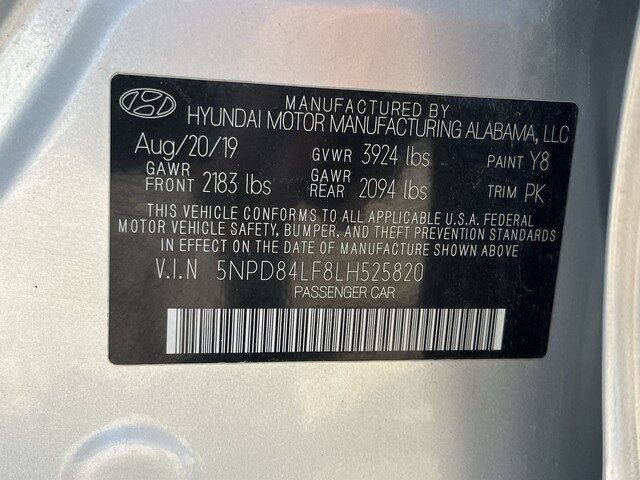 MANUFACTURED BY
HYUNDAI MOTOR MANUFACTURING ALABAMA, LLC
Aug/20/19 GVWR 3924 lbs PAINT Y8
GAWR FRONT 2183 lbs GAWR REAR 2094 lbs TRIM PK
THIS VEHICLE CONFORMS TO ALL APPLICABLE U.S.A. FEDERAL
MOTOR VEHICLE SAFETY, BUMPER, AND THEFT PREVENTION STANDARDS
IN EFFECT ON THE DATE OF MANUFACTURE SHOWN ABOVE
V.I.N 5NPD84LF8LH525820
PASSENGER CAR